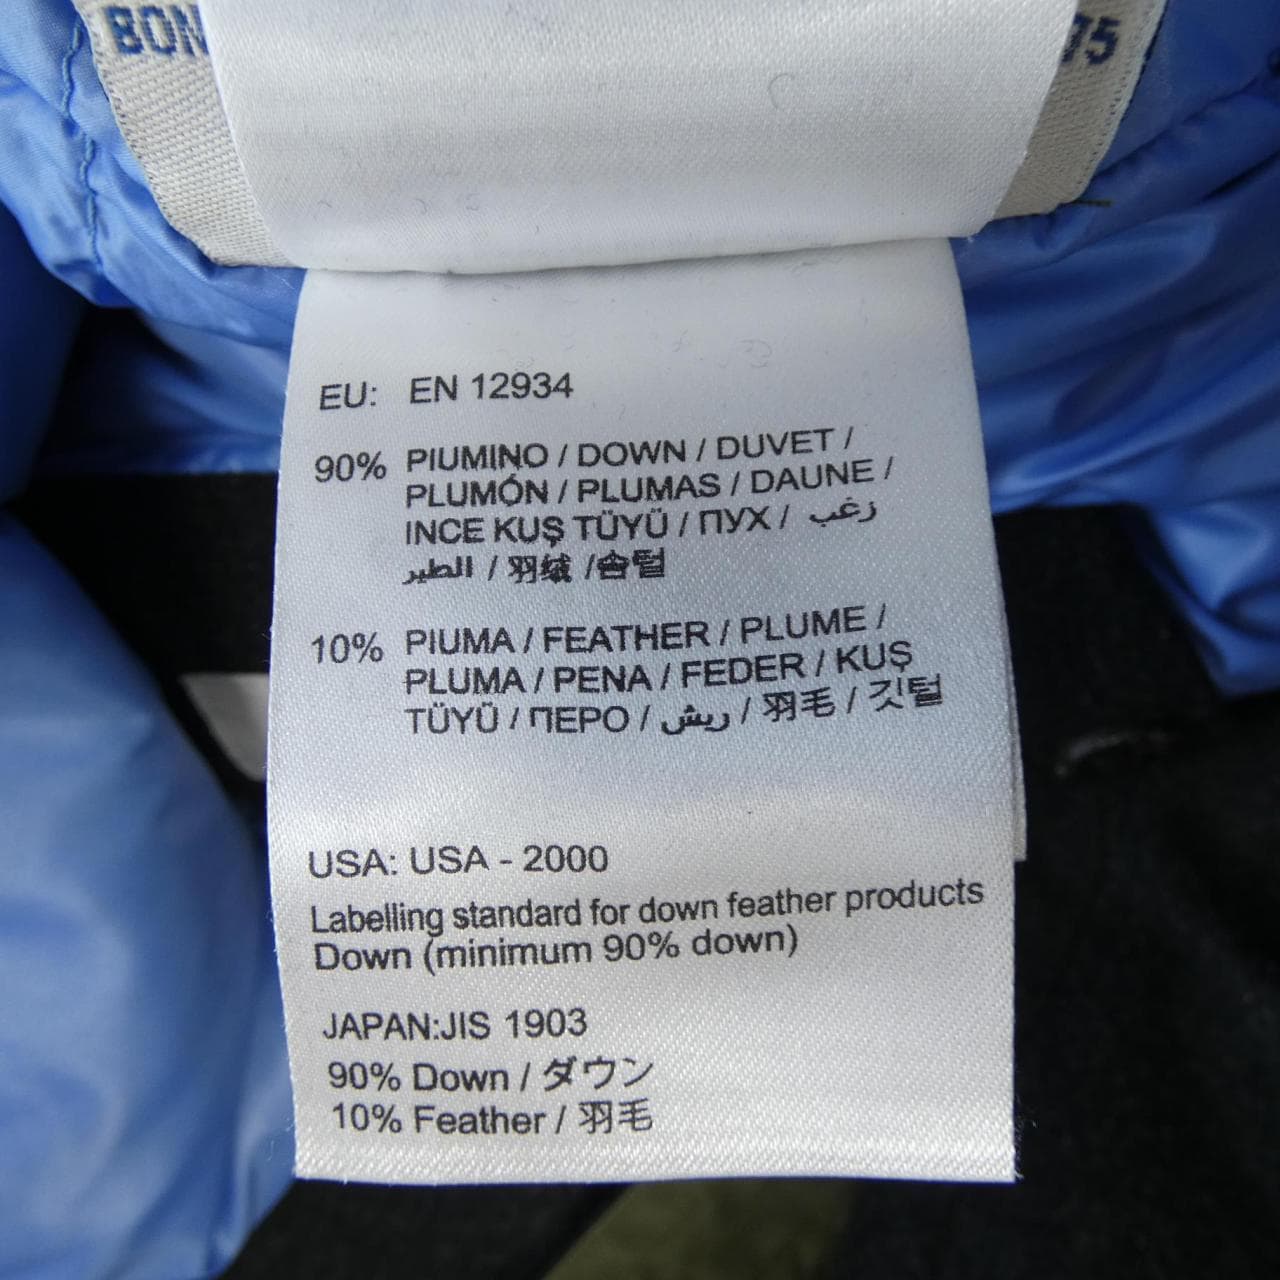 BON
75
EU: EN 12934
90% PIUMINO / DOWN / DUVET /
PLUMÓN / PLUMAS / DAUNE /
INCE KUŞ TÜYÜ / ПУХ / زغب
الطير / 羽绒 /솜털
10% PIUMA / FEATHER / PLUME /
PLUMA / PENA / FEDER / KUŞ
TÜYÜ / ПЕРО / ريش / 羽毛 / 깃털
USA: USA - 2000
Labelling standard for down feather products
Down (minimum 90% down)
JAPAN:JIS 1903
90% Down / ダウン
10% Feather / 羽毛